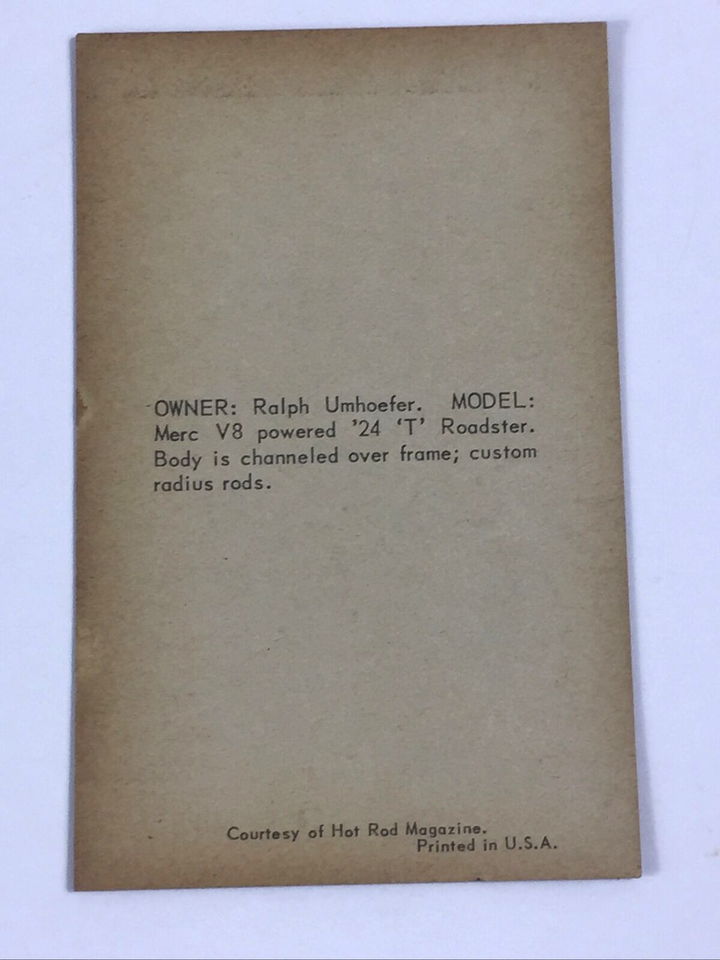 OWNER: Ralph Umhoefer. MODEL:
Merc V8 powered '24 'T' Roadster.
Body is channeled over frame; custom
radius rods.
Courtesy of Hot Rod Magazine.
Printed in U.S.A.